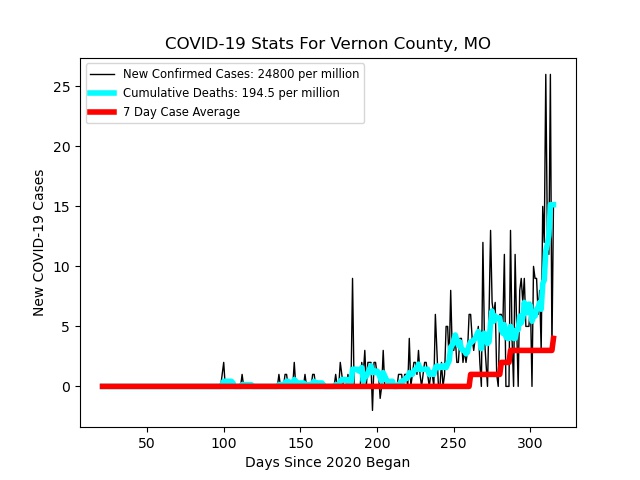 COVID-19 Stats For Vernon County, MO
New Confirmed Cases: 24800 per million
Cumulative Deaths: 194.5 per million
7 Day Case Average
New COVID-19 Cases
25
20
15
10
5
0
50 100 150 200 250 300
Days Since 2020 Began